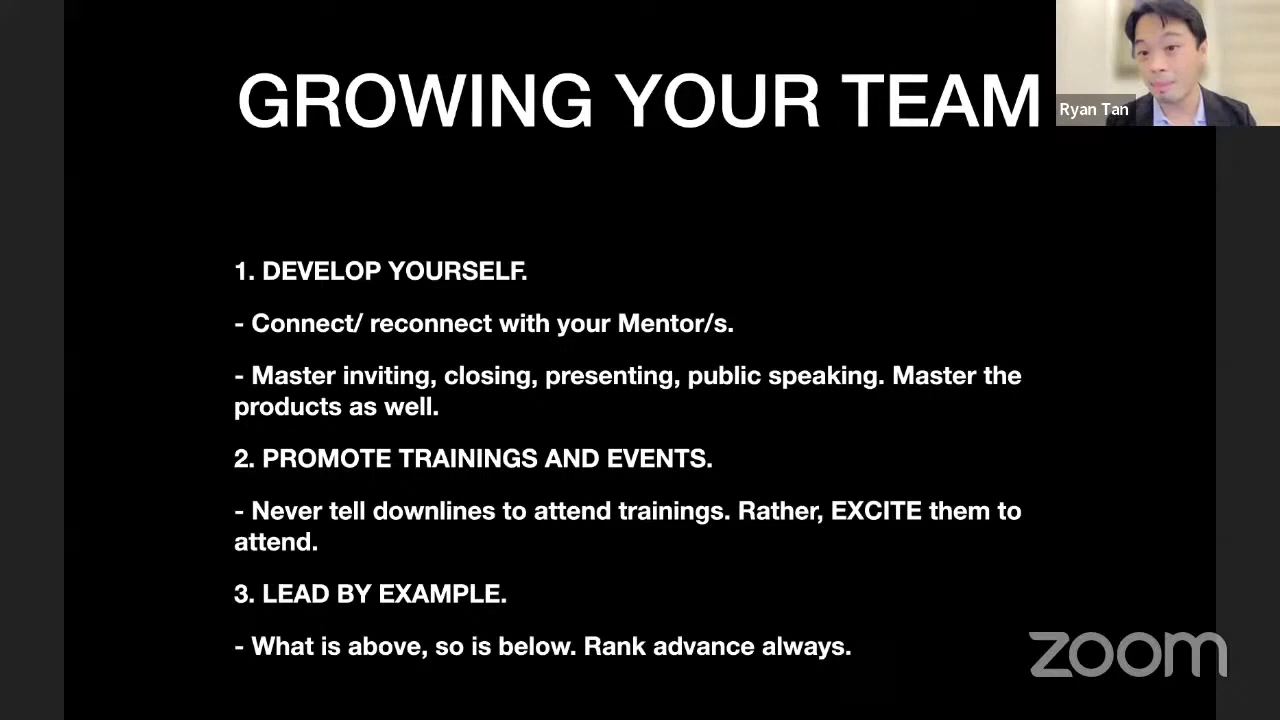 GROWING YOUR TEAM
Ryan Tan
1. DEVELOP YOURSELF.
- Connect/ reconnect with your Mentor/s.
- Master inviting, closing, presenting, public speaking. Master the
products as well.
2. PROMOTE TRAININGS AND EVENTS.
- Never tell downlines to attend trainings. Rather, EXCITE them to
attend.
3. LEAD BY EXAMPLE.
- What is above, so is below. Rank advance always.
zoom